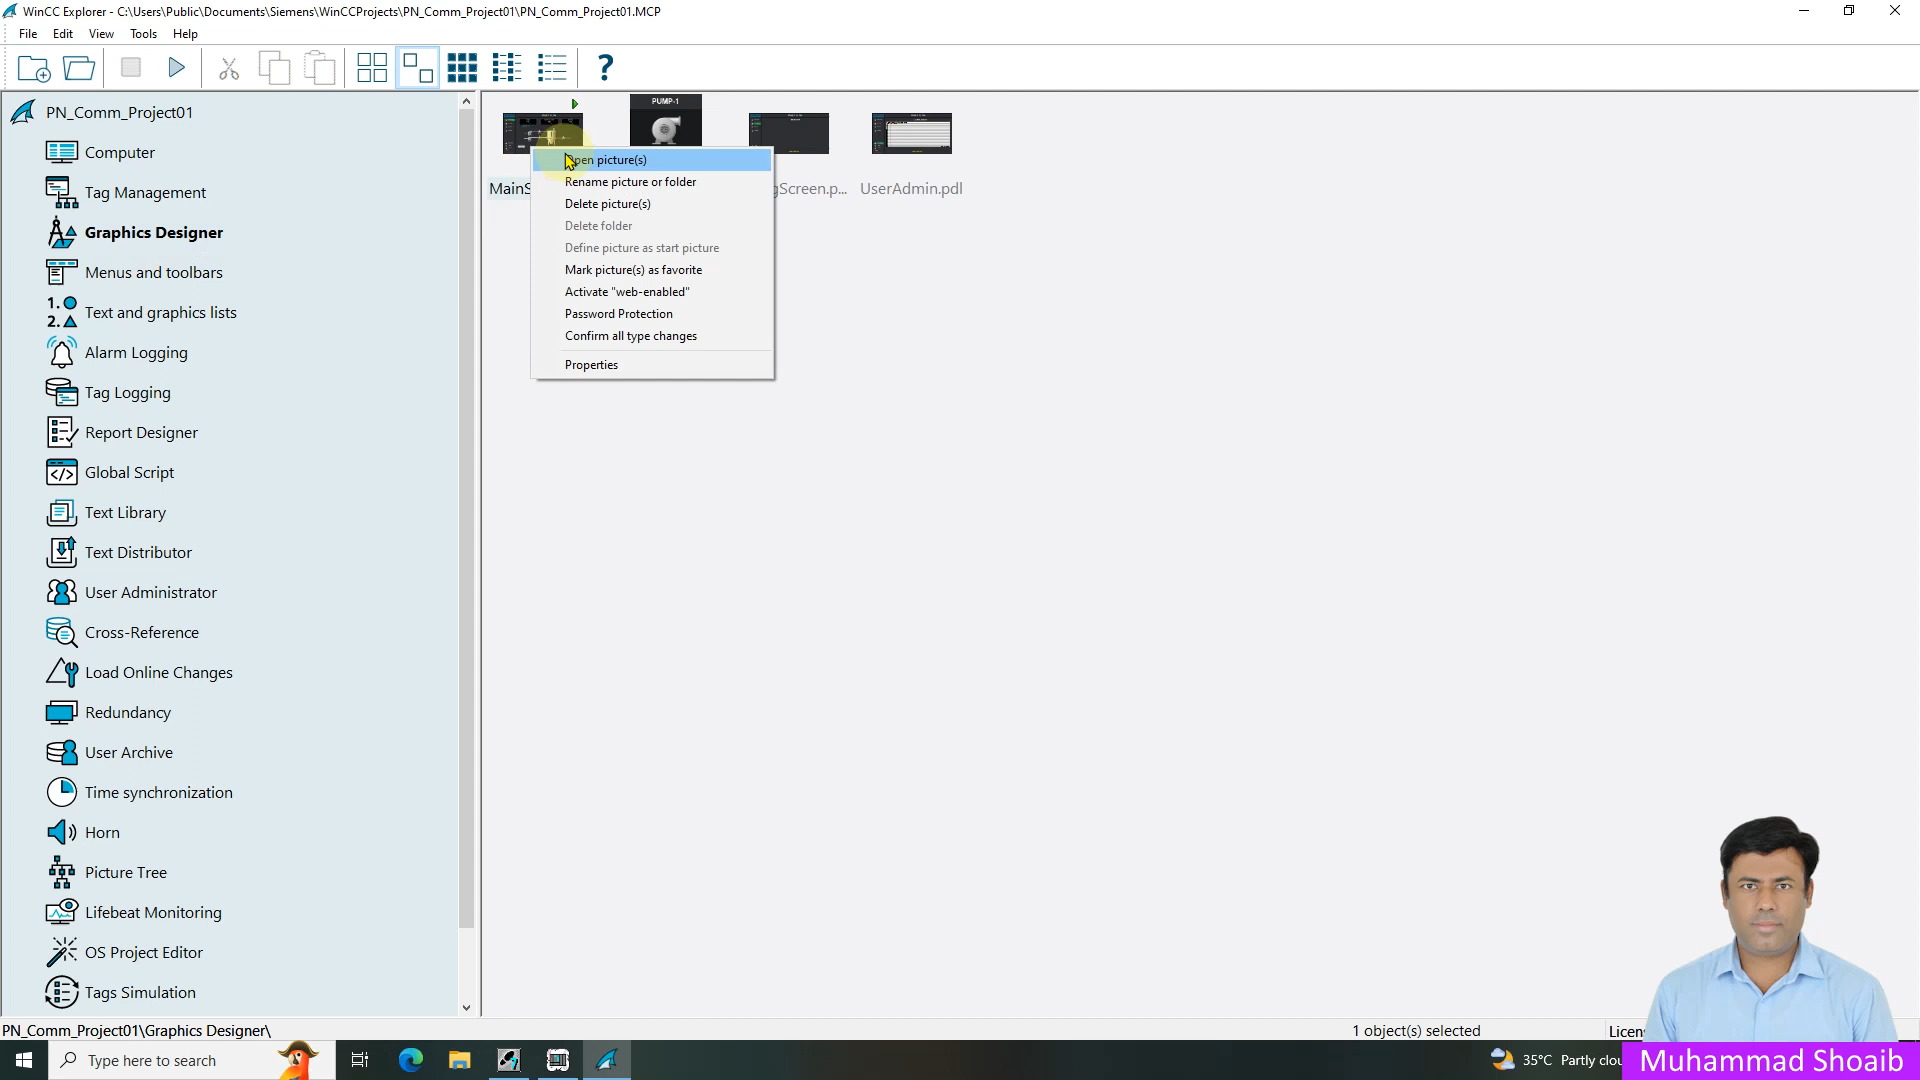 WinCC Explorer - C:\Users\Public\Documents\Siemens\WinCCProjects\PN_Comm_Project01\PN_Comm_Project01.MCP
File Edit View Tools Help
PN_Comm_Project01
Computer
Tag Management
Graphics Designer
Menus and toolbars
Text and graphics lists
Alarm Logging
Tag Logging
Report Designer
Global Script
Text Library
Text Distributor
User Administrator
Cross-Reference
Load Online Changes
Redundancy
User Archive
Time synchronization
Horn
Picture Tree
Lifebeat Monitoring
OS Project Editor
Tags Simulation
PUMP-1
MainS
gScreen.p...
UserAdmin.pdl
Open picture(s)
Rename picture or folder
Delete picture(s)
Delete folder
Define picture as start picture
Mark picture(s) as favorite
Activate "web-enabled"
Password Protection
Confirm all type changes
Properties
PN_Comm_Project01\Graphics Designer\
1 object(s) selected
Licen
Type here to search
35°C Partly clou
Muhammad Shoaib